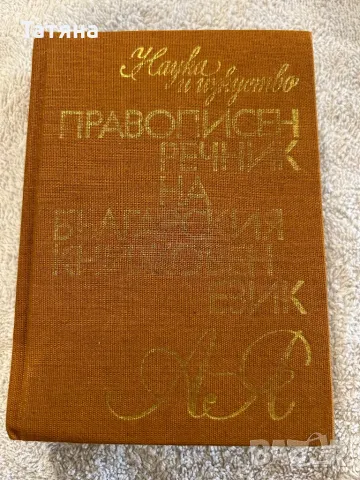 Татяна
Наука
и изкуство
ПРАВОПИСЕН
РЕЧНИК
НА
БЪЛГАРСКИЯ
КНИЖОВЕН
ЕЗИК
А-Я